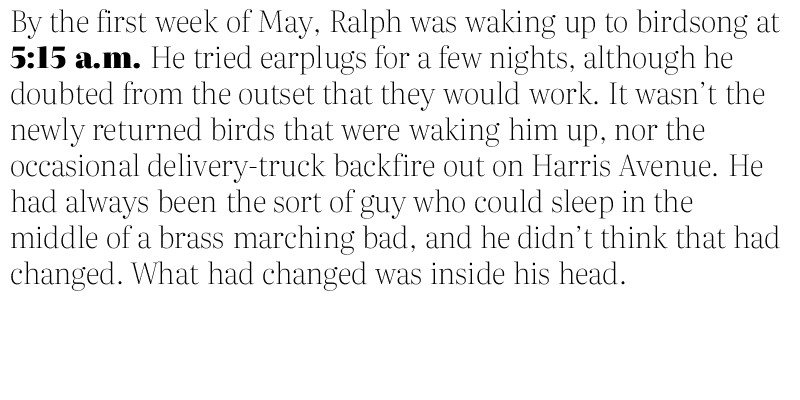 By the first week of May, Ralph was waking up to birdsong at
5:15 a.m. He tried earplugs for a few nights, although he
doubted from the outset that they would work. It wasn’t the
newly returned birds that were waking him up, nor the
occasional delivery-truck backfire out on Harris Avenue. He
had always been the sort of guy who could sleep in the
middle of a brass marching bad, and he didn’t think that had
changed. What had changed was inside his head.